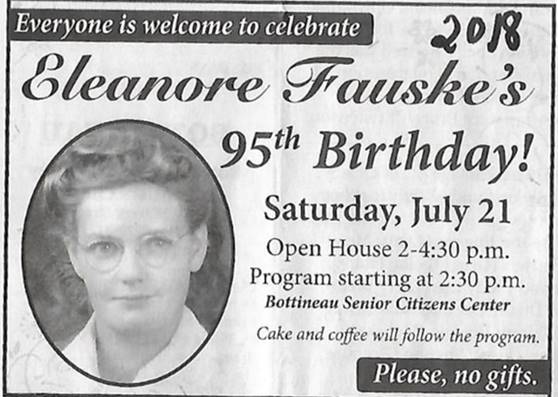 Everyone is welcome to celebrate
2018
Eleanore Fauske's
95th Birthday!
Saturday, July 21
Open House 2-4:30 p.m.
Program starting at 2:30 p.m.
Bottineau Senior Citizens Center
Cake and coffee will follow the program.
Please, no gifts.